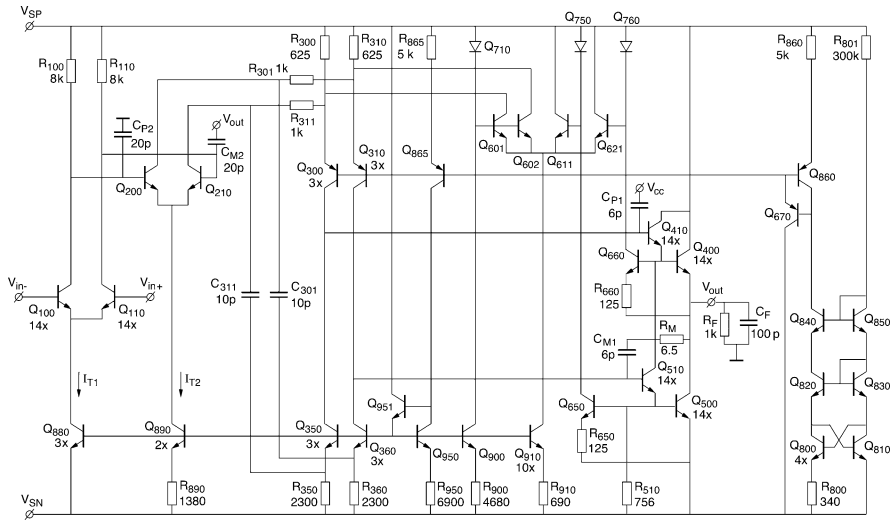 V_SP
Q750
Q760
R300
625
R310
625
R865
5 k
Q710
R860
5k
R801
300k
R100
8k
R110
8k
R301 1k
R311
1k
C_P2
20p
V_out
C_M2
20p
Q601
Q602
Q611
Q621
Q200
Q210
Q300
3x
Q310
3x
Q865
Q860
Q670
C_P1
6p
V_cc
Q410
14x
Q660
Q400
14x
V_in-
V_in+
Q100
14x
Q110
14x
C311
10p
C301
10p
R660
125
V_out
R_F
1k
C_F
100 p
Q840
Q850
C_M1
6p
R_M
6.5
I_T1
I_T2
Q510
14x
Q820
Q830
Q951
Q650
Q500
14x
Q880
3x
Q890
2x
Q350
3x
Q360
3x
Q950
Q900
Q910
10x
R650
125
Q800
4x
Q810
R890
1380
R350
2300
R360
2300
R950
6900
R900
4680
R910
690
R510
756
R800
340
V_SN